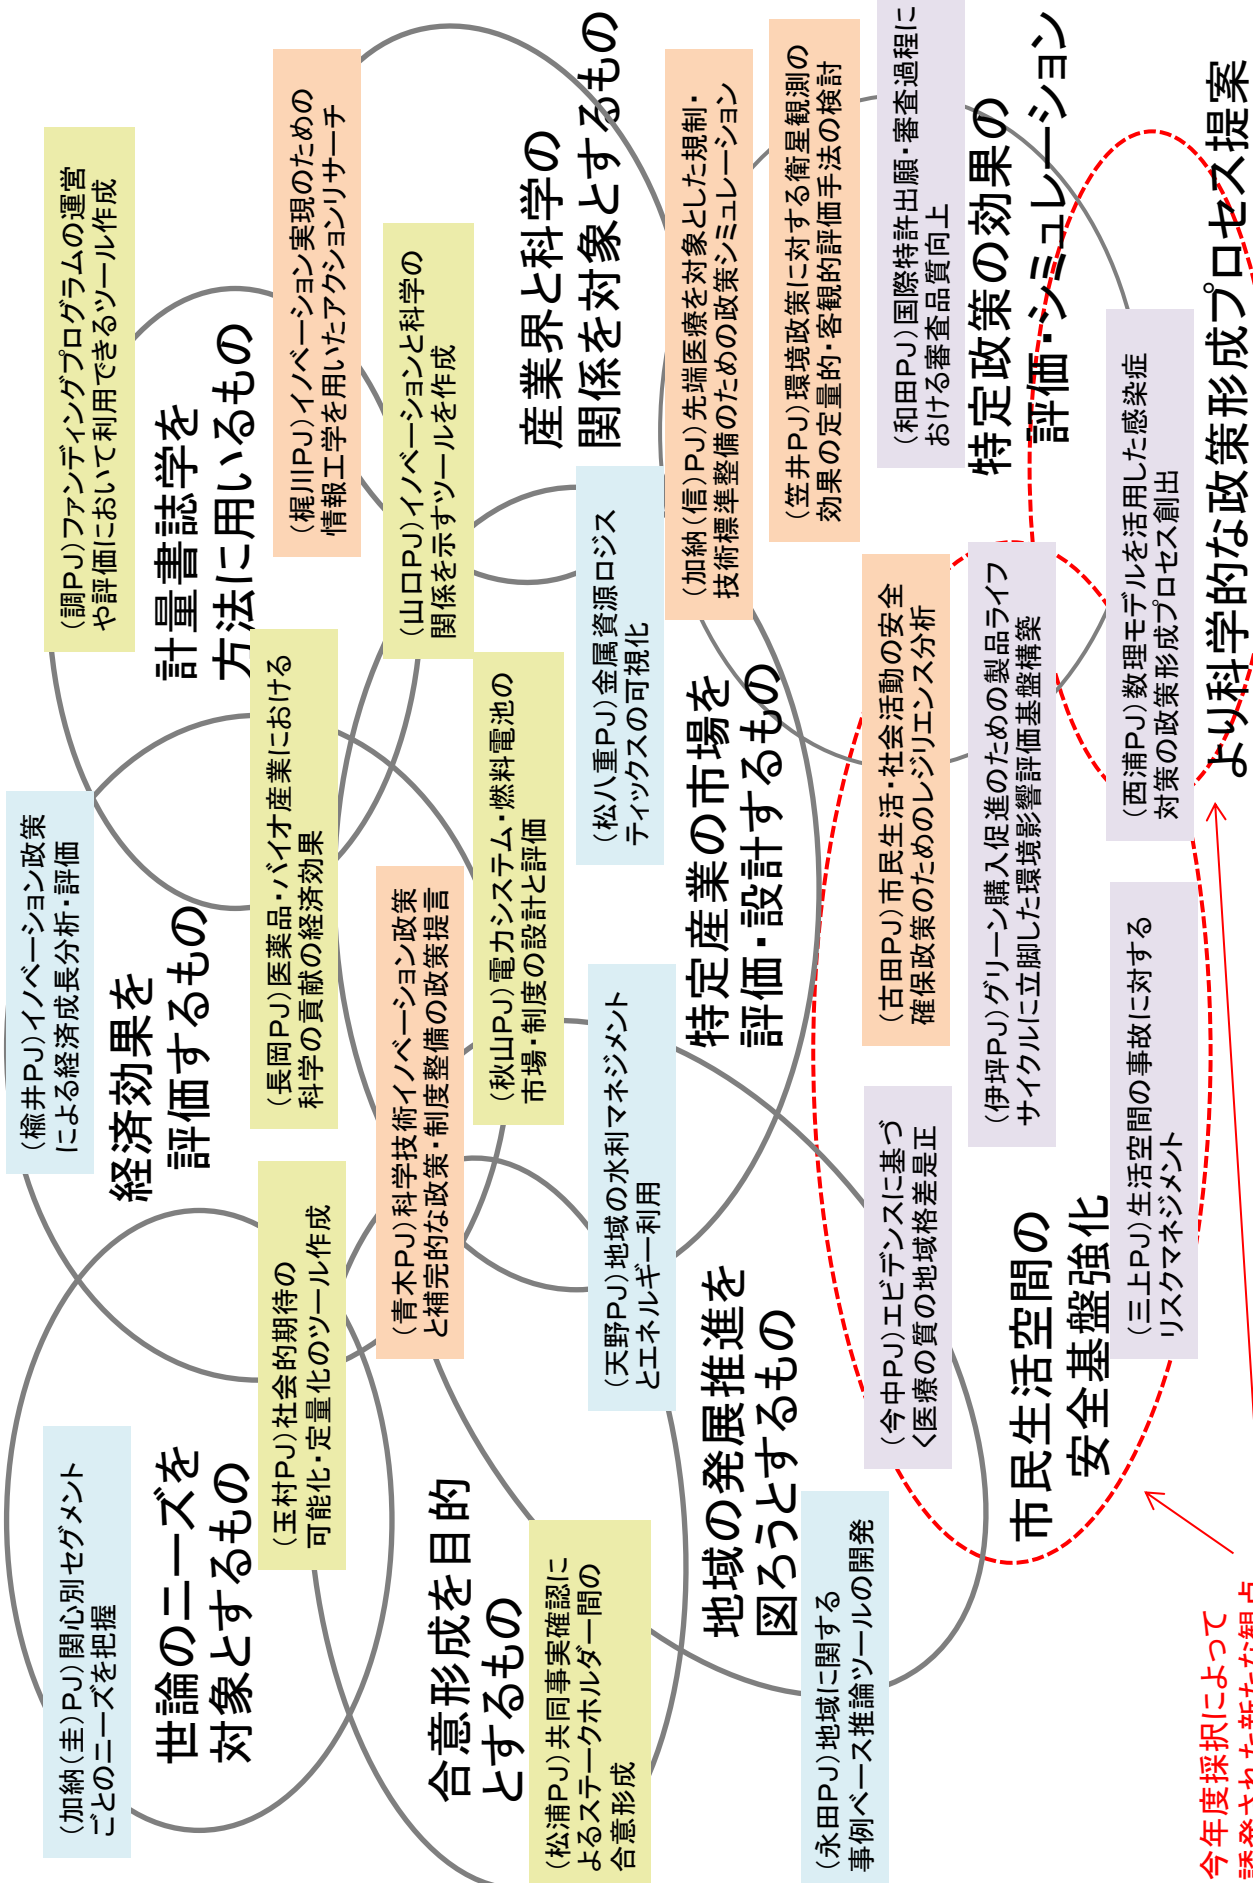 (加納(圭)PJ)関心別セグメント
ごとのニーズを把握
世論のニーズを
対象とするもの
(玉村PJ)社会的期待の
可能化・定量化のツール作成
(楡井PJ)イノベーション政策
による経済成長分析・評価
経済効果を
評価するもの
(長岡PJ)医薬品・バイオ産業における
科学の貢献の経済効果
(調PJ)ファンディングプログラムの運営
や評価において利用できるツール作成
計量書誌学を
方法に用いるもの
(梶川PJ)イノベーション実現のための
情報工学を用いたアクションリサーチ
(山口PJ)イノベーションと科学の
関係を示すツールを作成
産業界と科学の
関係を対象とするもの
合意形成を目的
とするもの
(松浦PJ)共同事実確認に
よるステークホルダー間の
合意形成
(青木PJ)科学技術イノベーション政策
と補完的な政策・制度整備の政策提言
(秋山PJ)電力システム・燃料電池の
市場・制度の設計と評価
(天野PJ)地域の水利マネジメント
とエネルギー利用
(松八重PJ)金属資源ロジス
ティックスの可視化
特定産業の市場を
評価・設計するもの
(加納(信)PJ)先端医療を対象とした規制・
技術標準整備のための政策シミュレーション
(笠井PJ)環境政策に対する衛星観測の
効果の定量的・客観的評価手法の検討
(和田PJ)国際特許出願・審査過程に
おける審査品質向上
特定政策の効果の
評価・シミュレーション
地域の発展推進を
図ろうとするもの
(永田PJ)地域に関する
事例ベース推論ツールの開発
(今中PJ)エビデンスに基づ
く医療の質の地域格差是正
(古田PJ)市民生活・社会活動の安全
確保政策のためのレジリエンス分析
(伊坪PJ)グリーン購入促進のための製品ライフ
サイクルに立脚した環境影響評価基盤構築
市民生活空間の
安全基盤強化
(三上PJ)生活空間の事故に対する
リスクマネジメント
(西浦PJ)数理モデルを活用した感染症
対策の政策形成プロセス創出
より科学的な政策形成プロセス提案
今年度採択によって
誘発された新たな観点